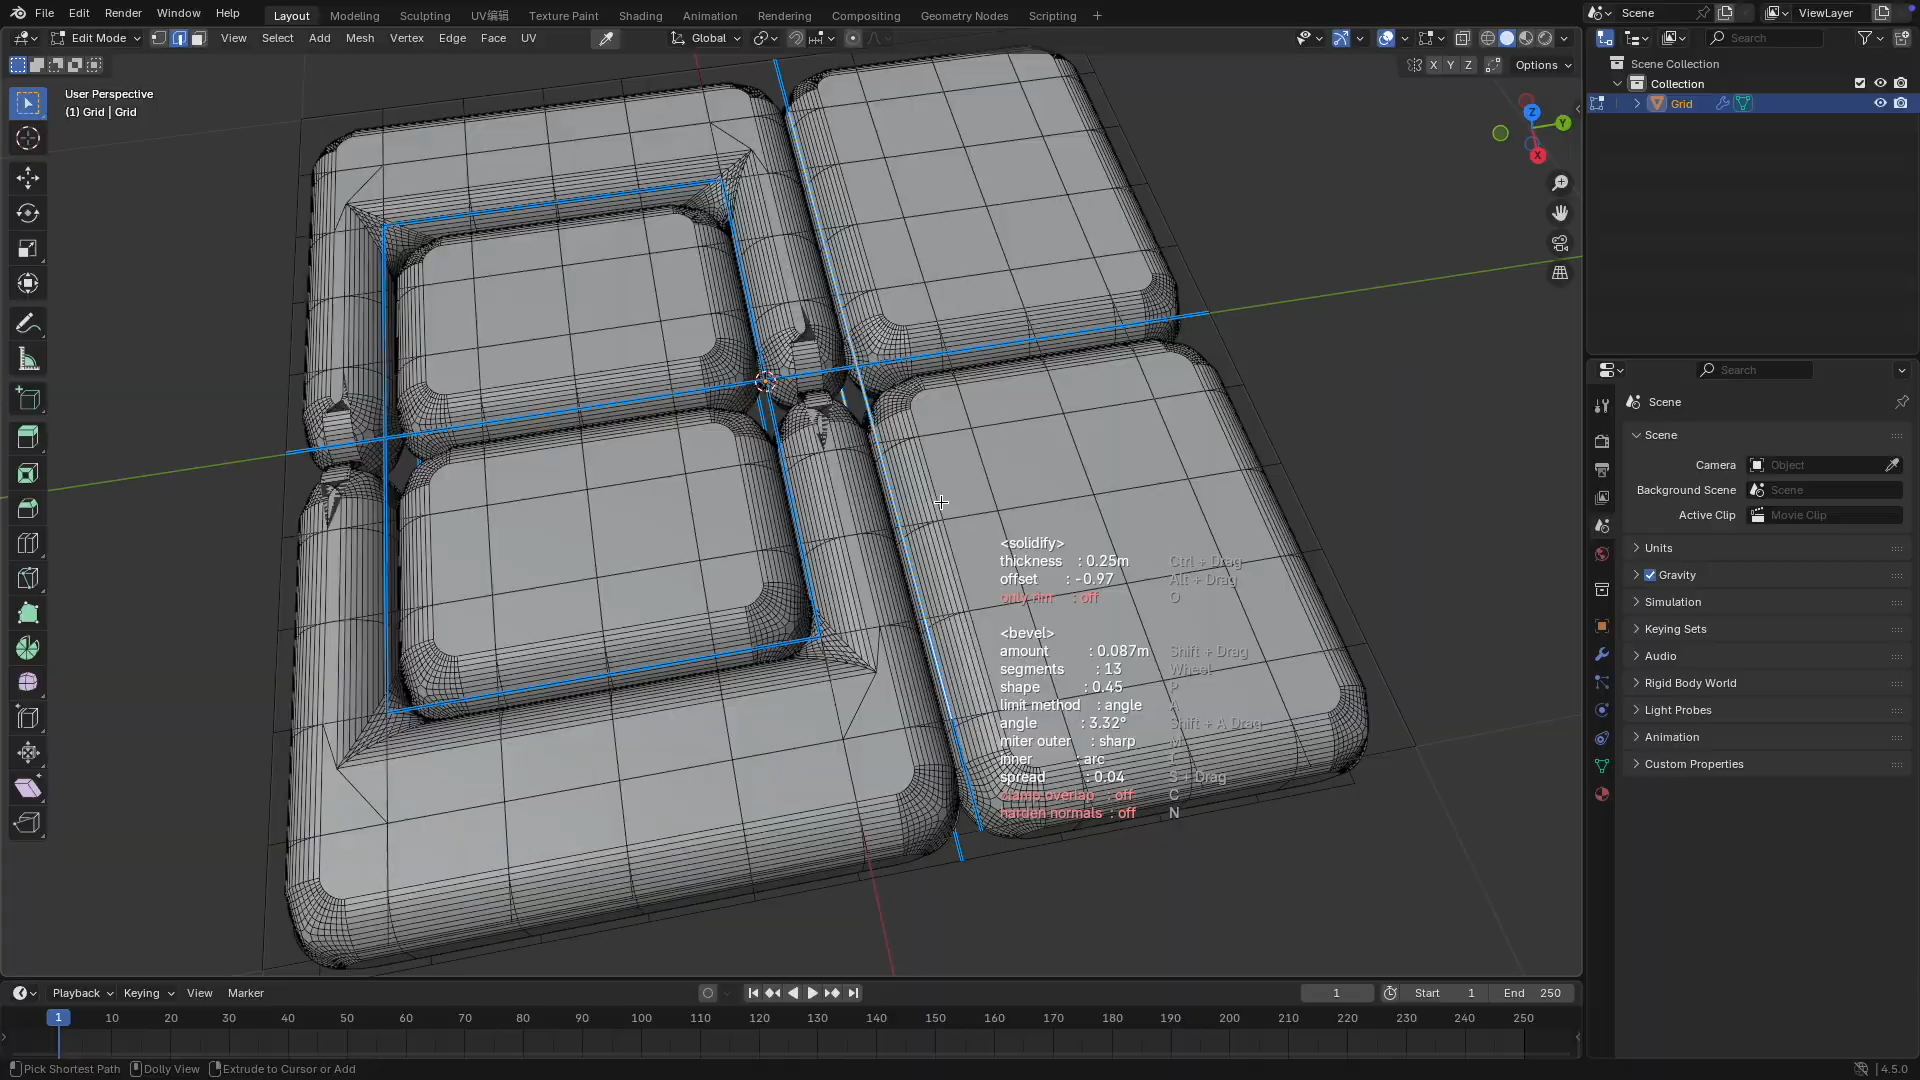 File Edit Render Window Help Layout Modeling Sculpting UV编辑 Texture Paint Shading Animation Rendering Compositing Geometry Nodes Scripting +
Scene ViewLayer
Edit Mode View Select Add Mesh Vertex Edge Face UV Global
Search
X Y Z Options
Scene Collection
Collection
Grid
User Perspective
(1) Grid | Grid
Z
Y
X
Search
Scene
Scene
Camera Object
Background Scene Scene
Active Clip Movie Clip
Units
Gravity
Simulation
Keying Sets
Audio
Rigid Body World
Light Probes
Animation
Custom Properties
<solidify>
thickness : 0.25m Ctrl + Drag
offset : -0.97 Alt + Drag
only rim : off O
<bevel>
amount : 0.087m Shift + Drag
segments : 13 Wheel
shape : 0.45 P
limit method : angle A
angle : 3.32° Shift + A Drag
miter outer : sharp M
inner : arc I
spread : 0.04 S + Drag
clamp overlap : off C
harden normals : off N
Playback Keying View Marker 1 Start 1 End 250
1 10 20 30 40 50 60 70 80 90 100 110 120 130 140 150 160 170 180 190 200 210 220 230 240 250
Pick Shortest Path Dolly View Extrude to Cursor or Add 4.5.0